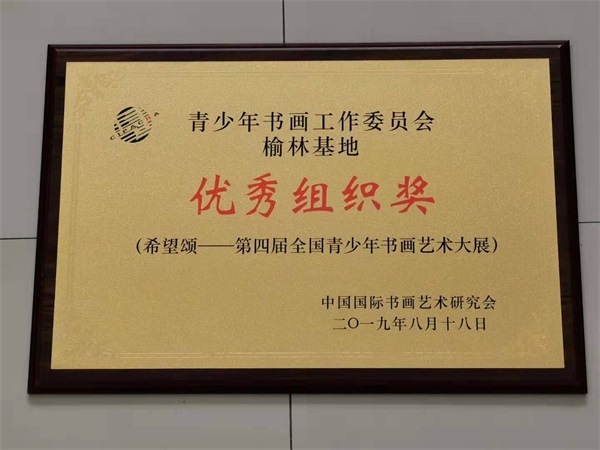 青少年书画工作委员会
榆林基地
优秀组织奖
(希望颂——第四届全国青少年书画艺术大展)
中国国际书画艺术研究会
二〇一九年八月十八日